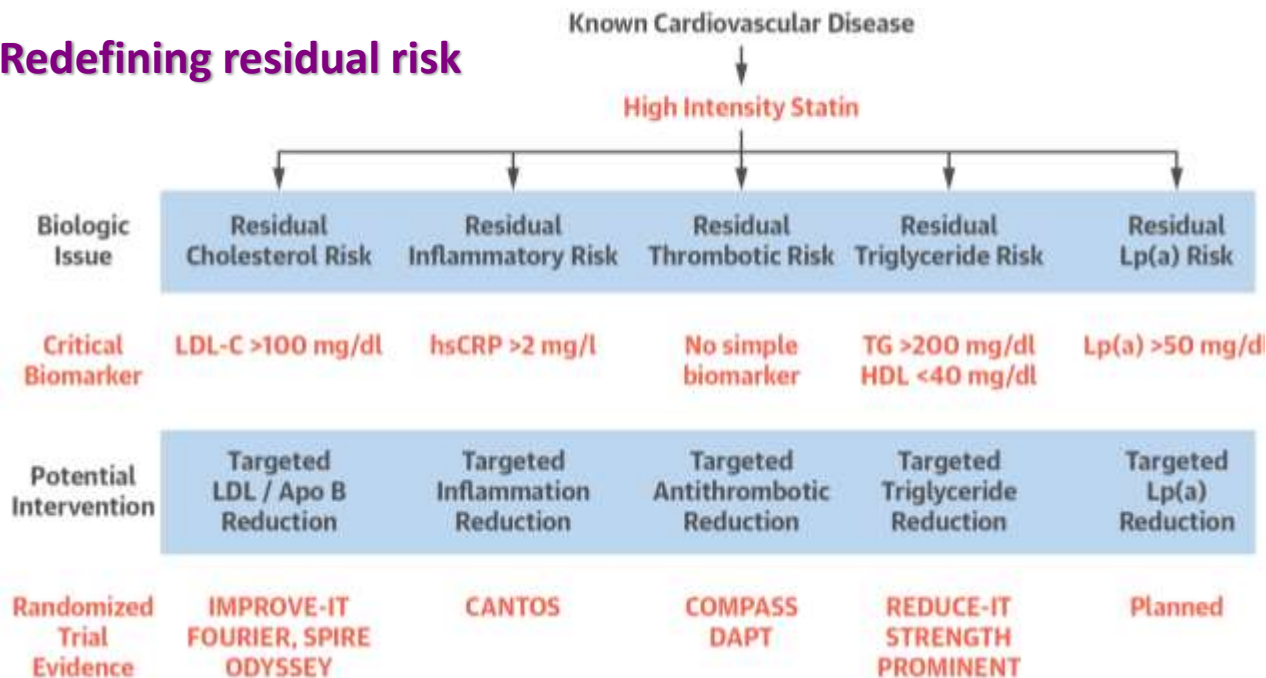 Redefining residual risk
Known Cardiovascular Disease
High Intensity Statin
Biologic
Issue
Residual
Cholesterol Risk
Residual
Inflammatory Risk
Residual
Thrombotic Risk
Residual
Triglyceride Risk
Residual
Lp(a) Risk
Critical
Biomarker
LDL-C >100 mg/dl
hsCRP >2 mg/l
No simple
biomarker
TG >200 mg/dl
HDL <40 mg/dl
Lp(a) >50 mg/dl
Potential
Intervention
Targeted
LDL / Apo B
Reduction
Targeted
Inflammation
Reduction
Targeted
Antithrombotic
Reduction
Targeted
Triglyceride
Reduction
Targeted
Lp(a)
Reduction
Randomized
Trial
Evidence
IMPROVE-IT
FOURIER, SPIRE
ODYSSEY
CANTOS
COMPASS
DAPT
REDUCE-IT
STRENGTH
PROMINENT
Planned